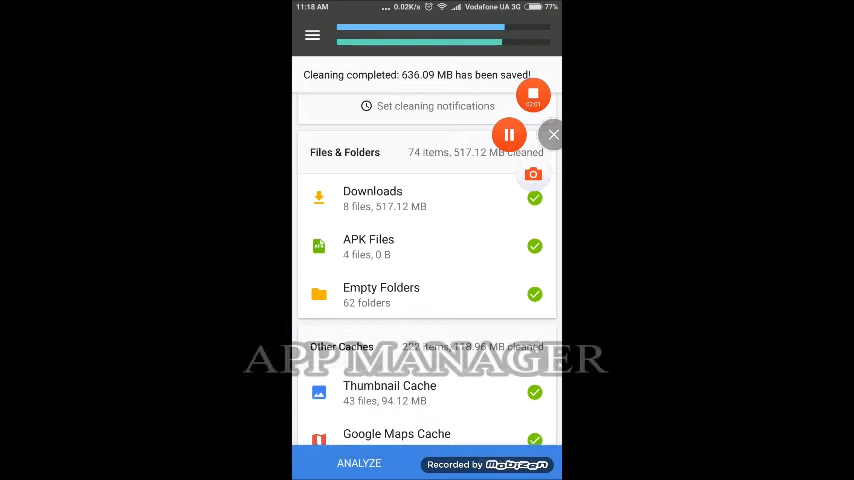 11:18 AM
... 0.02K/s
Vodafone UA 3G
77%
Cleaning completed: 636.09 MB has been saved!
02:01
Set cleaning notifications
Files & Folders
74 items, 517.12 MB cleaned
Downloads
8 files, 517.12 MB
APK
APK Files
4 files, 0 B
Empty Folders
62 folders
Other Caches
222 items, 118.96 MB cleaned
APP MANAGER
Thumbnail Cache
43 files, 94.12 MB
Google Maps Cache
ANALYZE
Recorded by mobizen